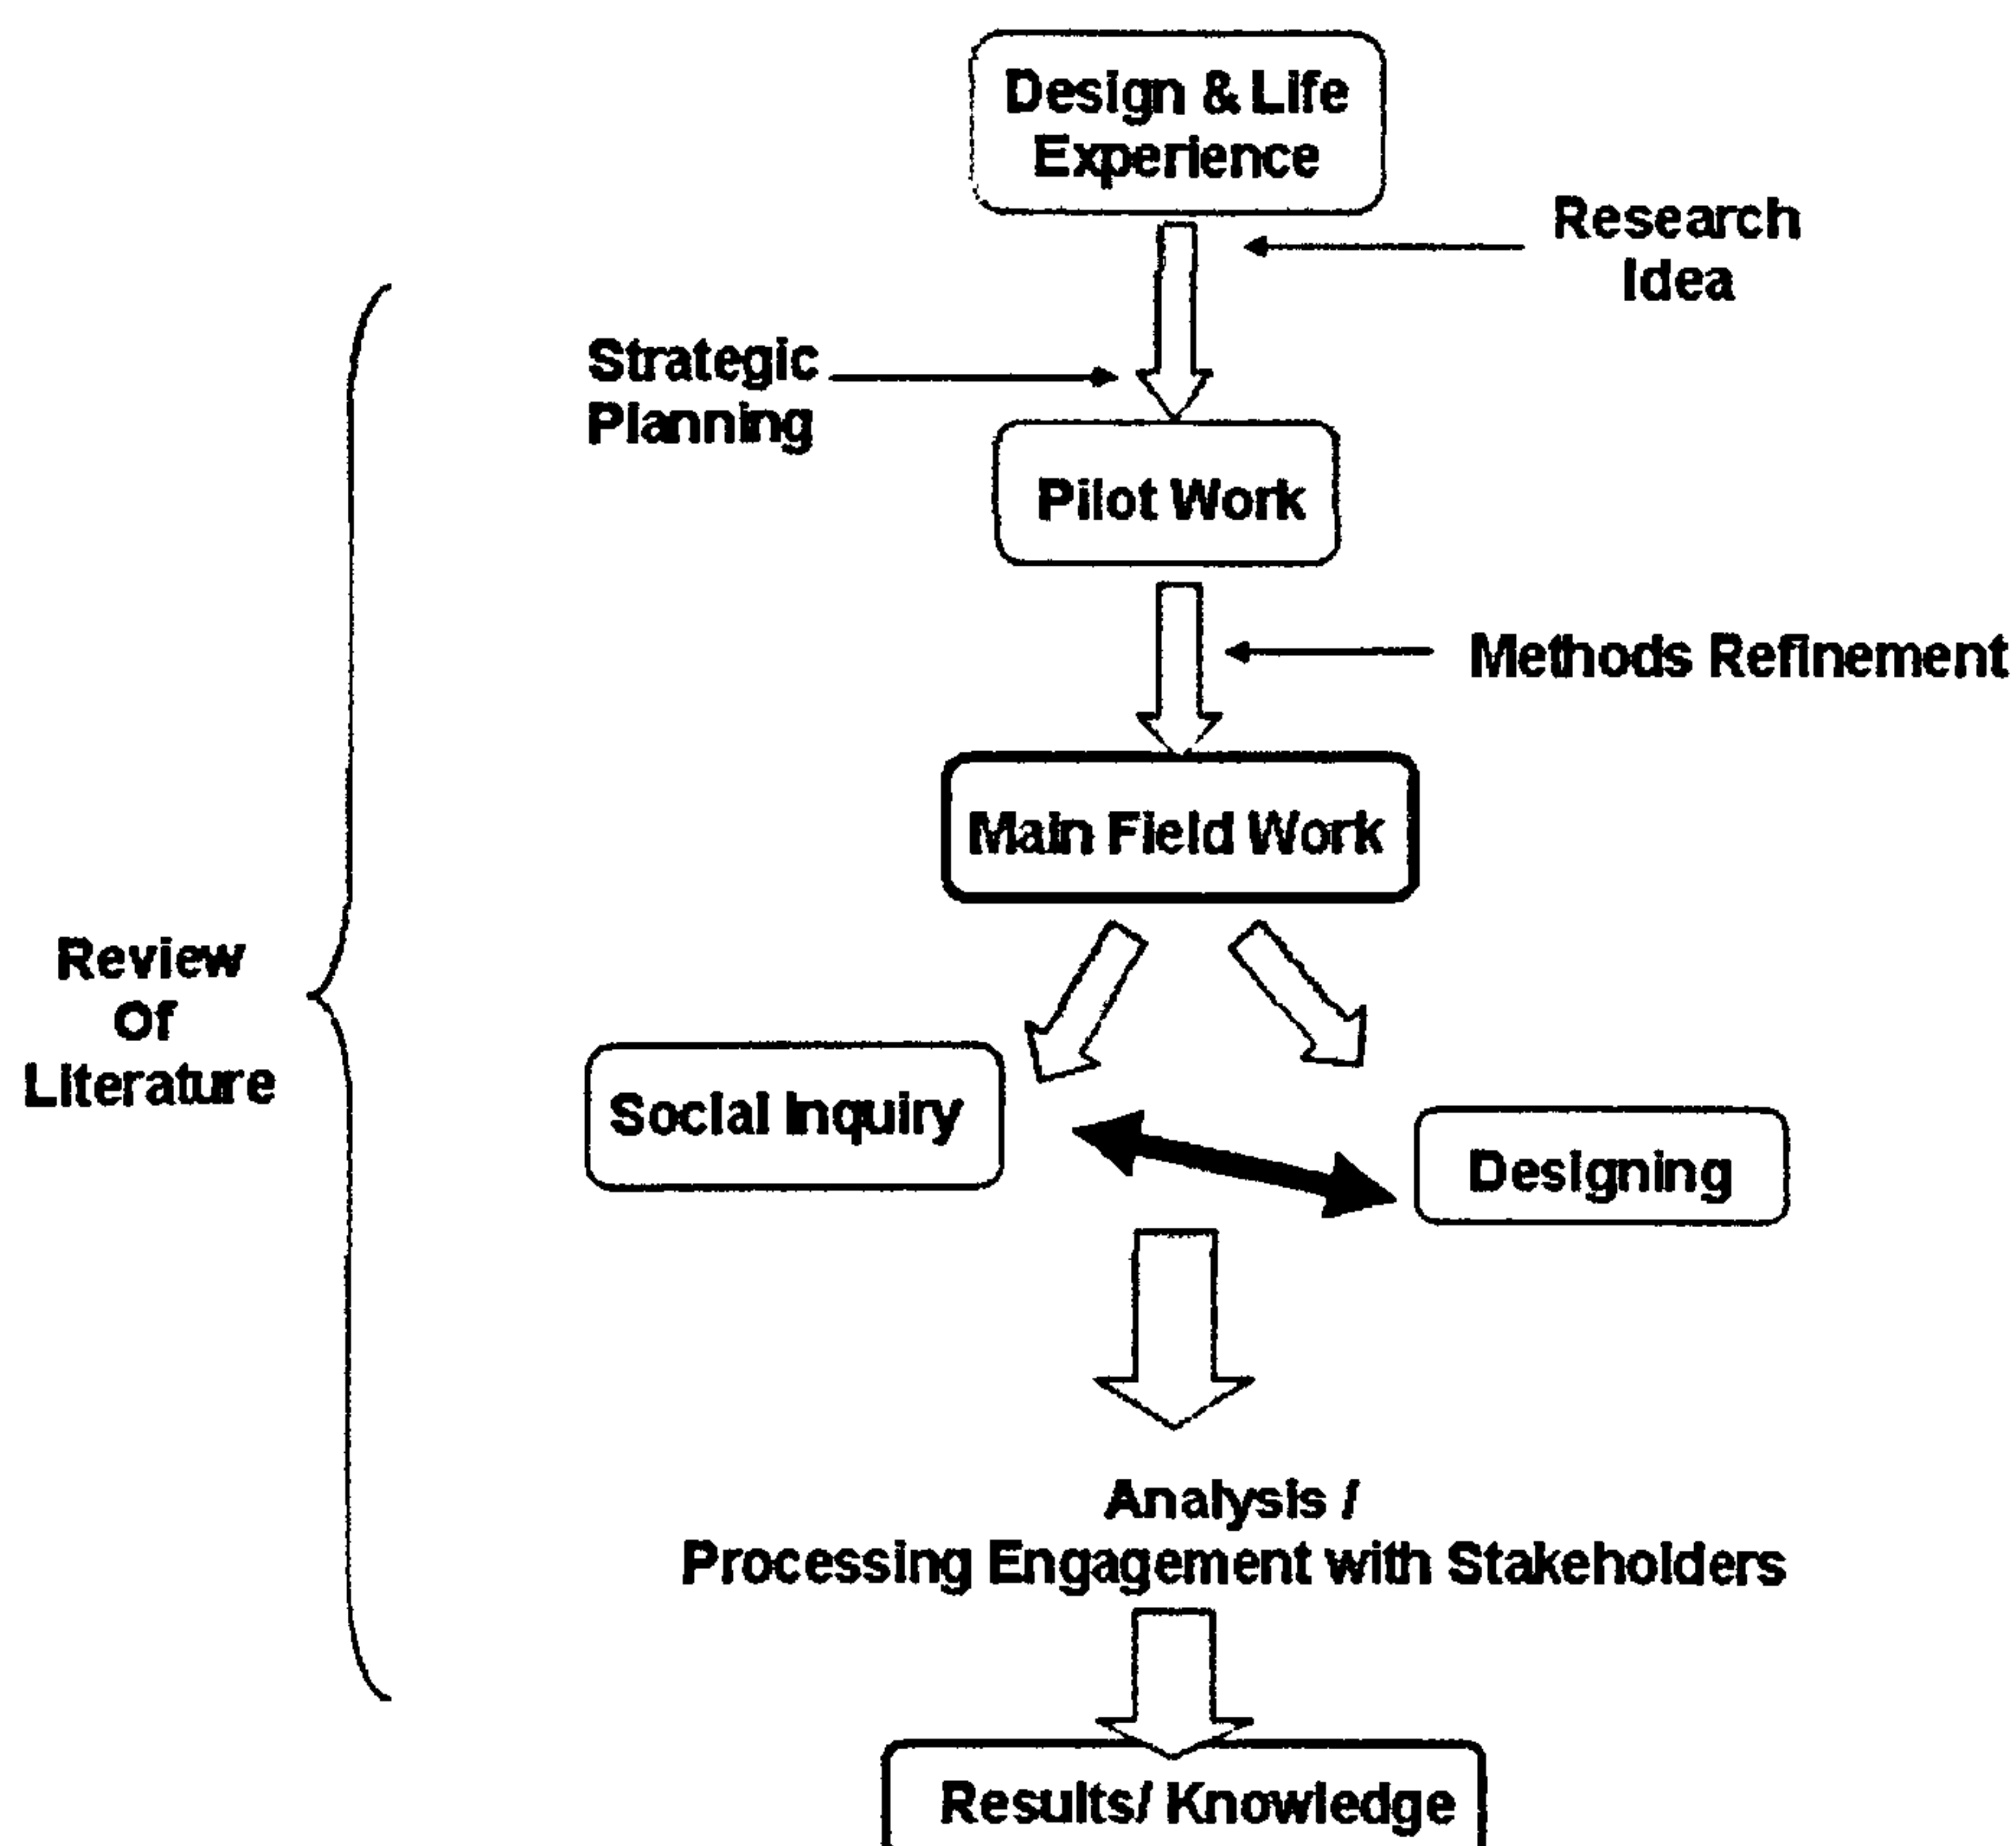 Design & Life
Experience
Research
Idea
Strategic
Planning
Pilot Work
Methods Refinement
Main Field Work
Review
Of
Literature
Social Inquiry
Designing
Analysis /
Processing Engagement with Stakeholders
Results/ Knowledge